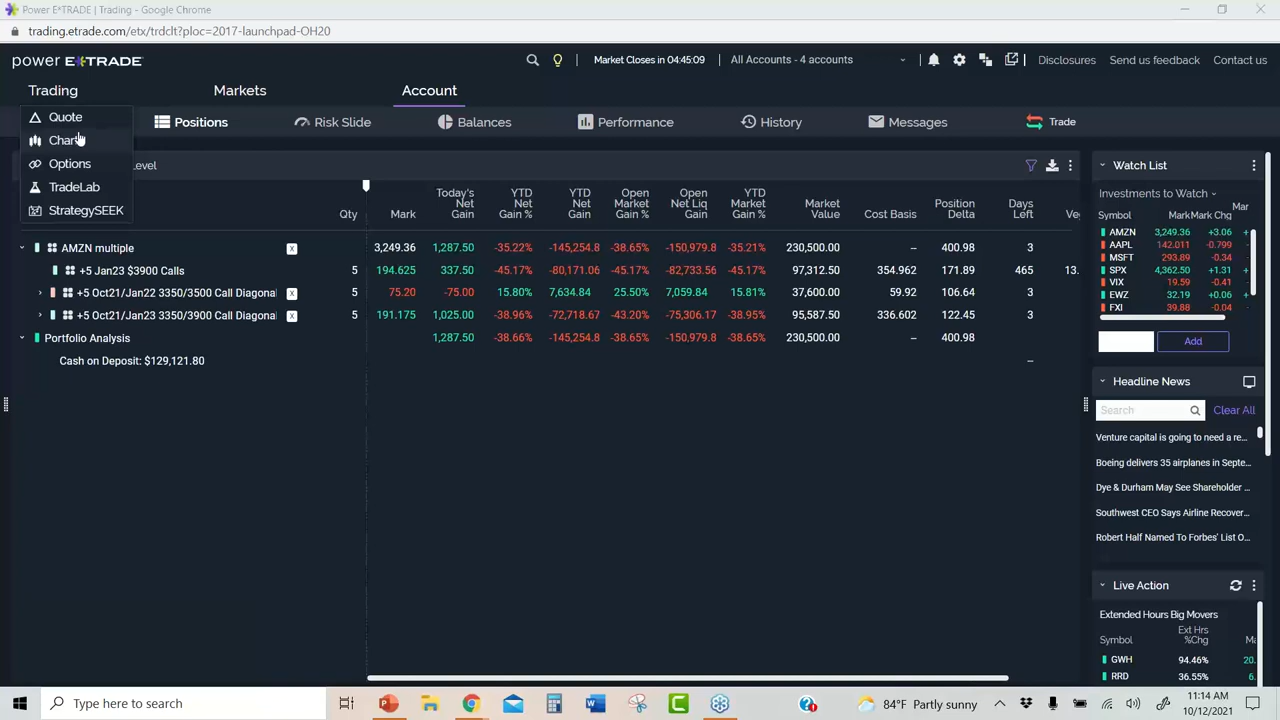 Power E*TRADE | Trading - Google Chrome
trading.etrade.com/etx/trdclt?ploc=2017-launchpad-OH20
power E*TRADE
Market Closes in 04:45:09
All Accounts - 4 accounts
Disclosures
Send us feedback
Contact us
Trading
Markets
Account
Quote
Options
TradeLab
StrategySEEK
Positions
Risk Slide
Balances
Performance
History
Messages
Trade
Qty
Mark
Today's Net Gain
YTD Net Gain %
YTD Net Gain
Open Market Gain %
Open Net Liq Gain
YTD Market Gain %
Market Value
Cost Basis
Position Delta
Days Left
AMZN multiple X 3,249.36 1,287.50 -35.22% -145,254.8 -38.65% -150,979.8 -35.21% 230,500.00 – 400.98 3
+5 Jan23 $3900 Calls 5 194.625 337.50 -45.17% -80,171.06 -45.17% -82,733.56 -45.17% 97,312.50 354.962 171.89 465 13.
+5 Oct21/Jan22 3350/3500 Call Diagona X 5 75.20 -75.00 15.80% 7,634.84 25.50% 7,059.84 15.81% 37,600.00 59.92 106.64 3
+5 Oct21/Jan23 3350/3900 Call Diagona X 5 191.175 1,025.00 -38.96% -72,718.67 -43.20% -75,306.17 -38.95% 95,587.50 336.602 122.45 3
Portfolio Analysis 1,287.50 -38.66% -145,254.8 -38.65% -150,979.8 -38.65% 230,500.00 – 400.98
Cash on Deposit: $129,121.80 –
Watch List
Investments to Watch
Symbol Mark Mark Chg Mar
AMZN 3,249.36 +3.06 +
AAPL 142.011 -0.799 -
MSFT 293.89 -0.34 -
SPX 4,362.50 +1.31 +
VIX 19.59 -0.41 -
EWZ 32.19 +0.06 +
FXI 39.88 -0.04 -
Add
Headline News
Search
Clear All
Venture capital is going to need a re...
Boeing delivers 35 airplanes in Septe...
Dye & Durham May See Shareholder ...
Southwest CEO Says Airline Recover...
Robert Half Named To Forbes' List O...
Live Action
Extended Hours Big Movers
Symbol Ext Hrs %Chg
GWH 94.46% 20.
RRD 36.55% 6.
Type here to search
84°F Partly sunny
11:14 AM
10/12/2021